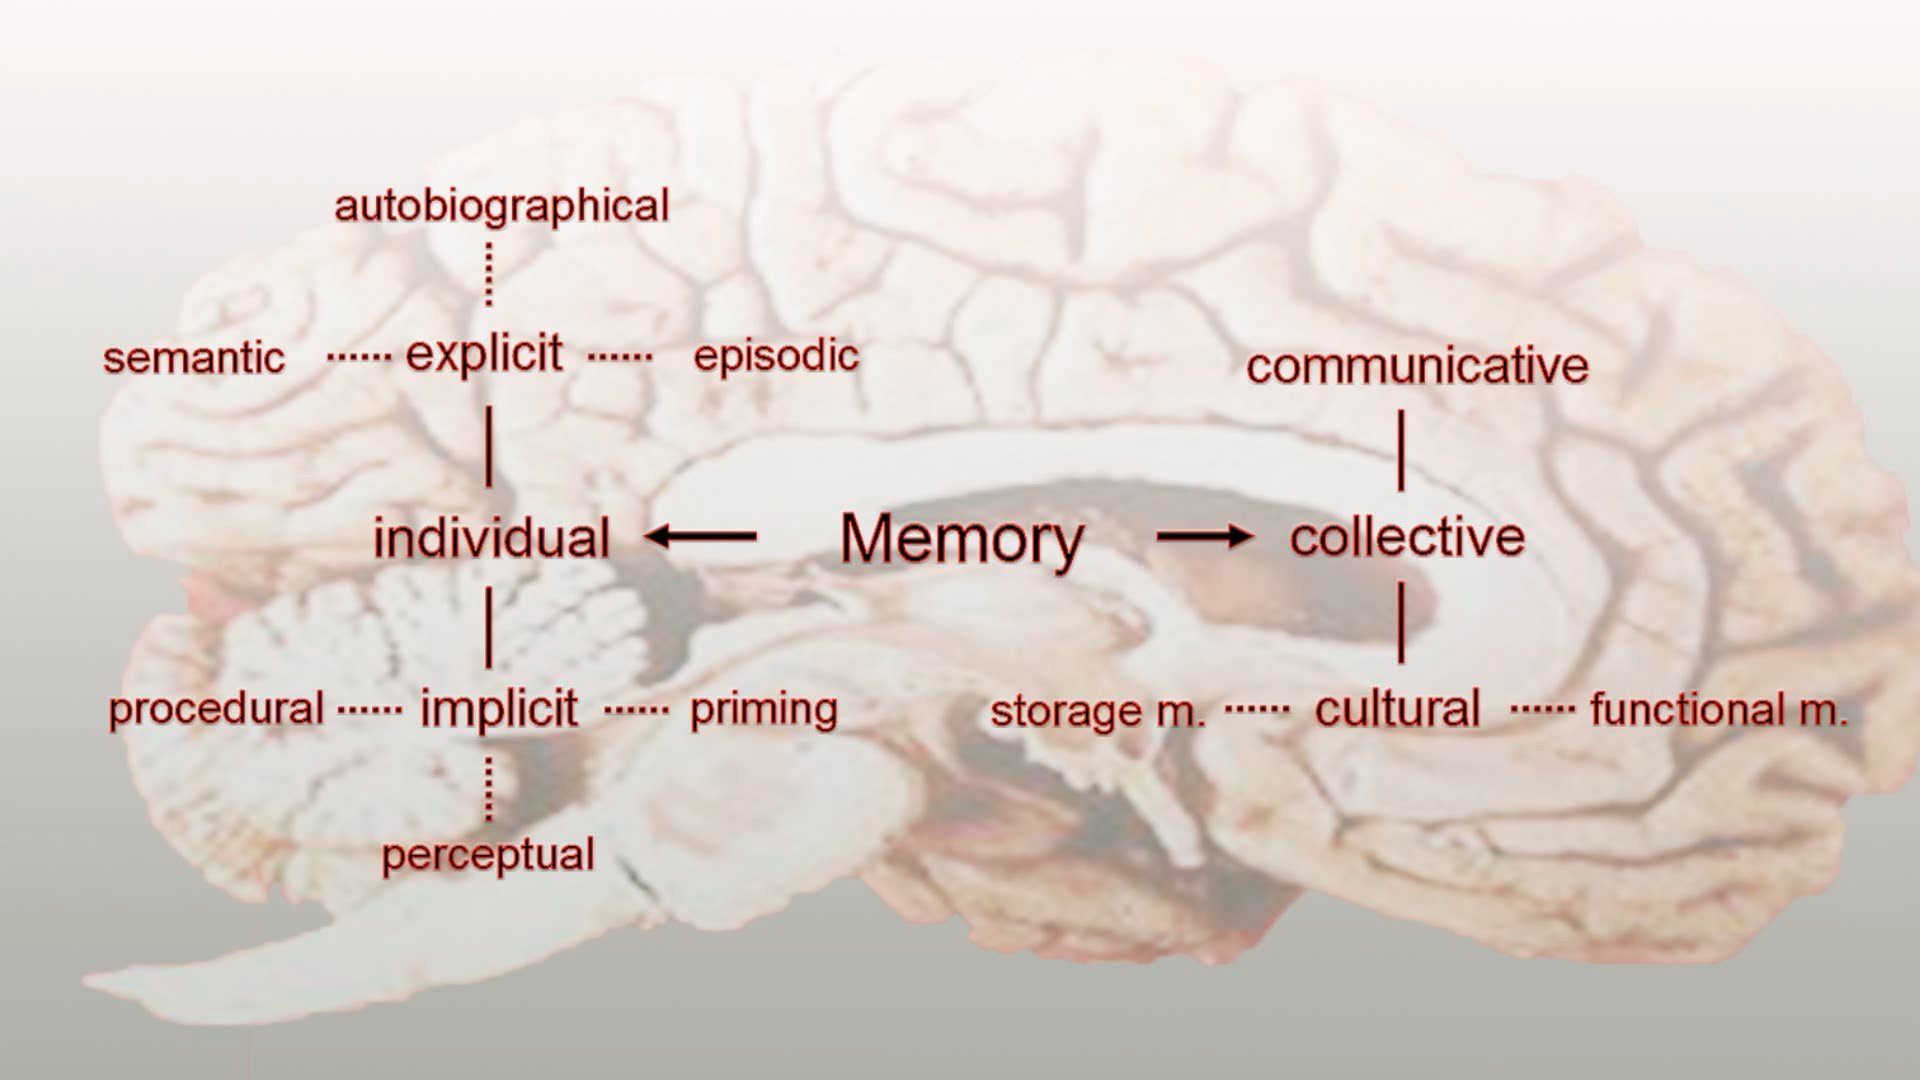 autobiographical
semantic explicit episodic
communicative
individual Memory collective
procedural implicit priming storage m. cultural functional m.
perceptual